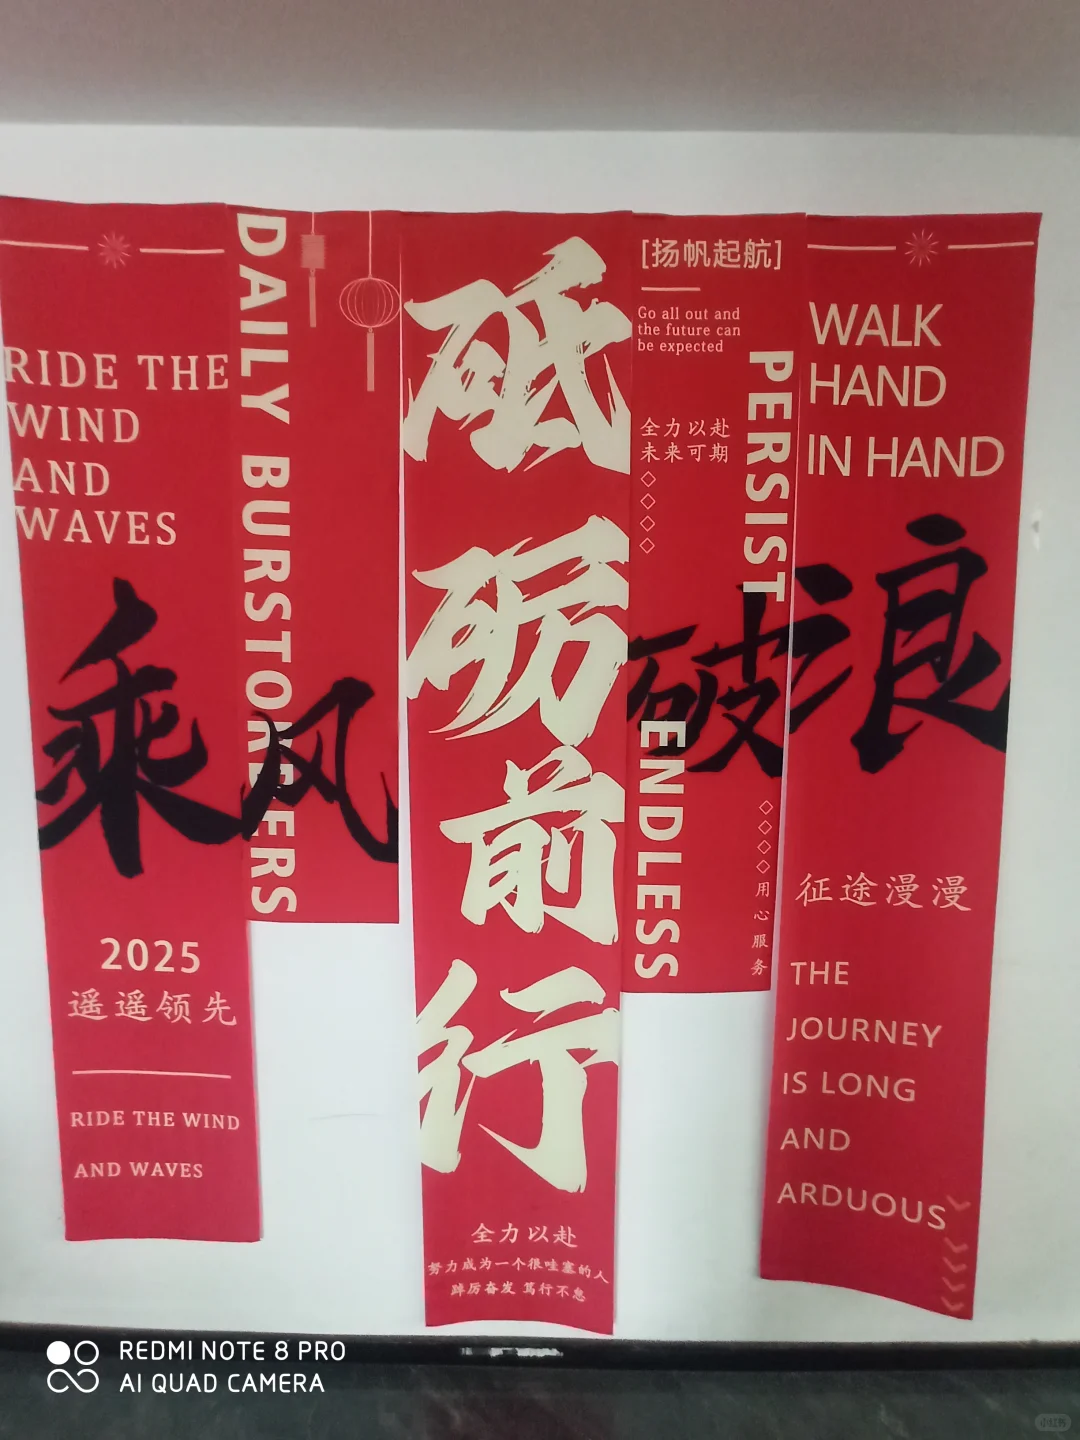 RIDE THE
WIND
AND
WAVES
乘
2025
遥遥领先
RIDE THE WIND
AND WAVES
DAILY BURSTORDERS
风
砥
砺
前
行
全力以赴
努力成为一个很哇塞的人
踔厉奋发 笃行不怠
[扬帆起航]
Go all out and
the future can
be expected
全力以赴
未来可期
PERSIST
破
ENDLESS
用心服务
WALK
HAND
IN HAND
浪
征途漫漫
THE
JOURNEY
IS LONG
AND
ARDUOUS
REDMI NOTE 8 PRO
AI QUAD CAMERA
小红书